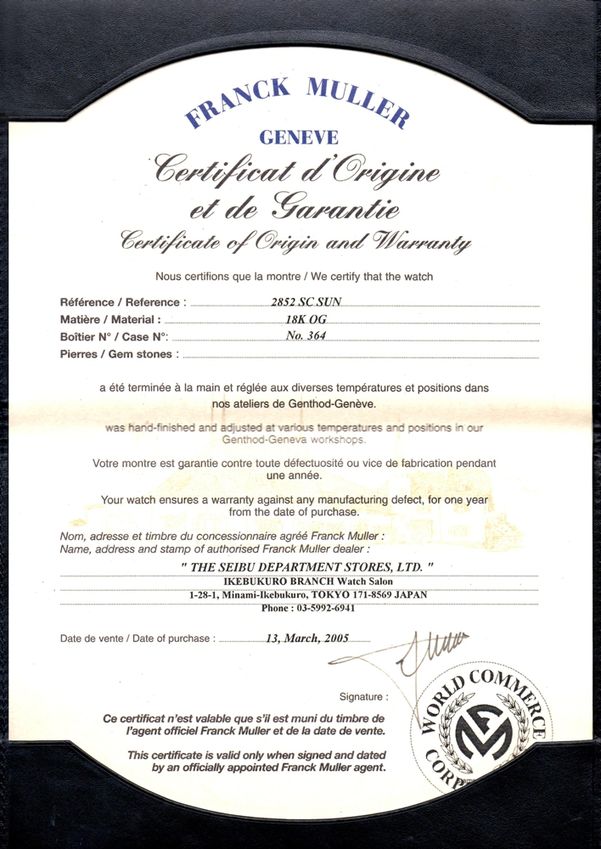 FRANCK MULLER
GENEVE
Certificat d'Origine
et de Garantie
Certificate of Origin and Warranty
Nous certifions que la montre / We certify that the watch
Référence / Reference : 2852 SC SUN
Matière / Material : 18K OG
Boîtier N° / Case N°: No. 364
Pierres / Gem stones :
a été terminée à la main et réglée aux diverses températures et positions dans
nos ateliers de Genthod-Genève.
was hand-finished and adjusted at various temperatures and positions in our
Genthod-Geneva workshops.
Votre montre est garantie contre toute défectuosité ou vice de fabrication pendant
une année.
Your watch ensures a warranty against any manufacturing defect, for one year
from the date of purchase.
Nom, adresse et timbre du concessionnaire agréé Franck Muller :
Name, address and stamp of authorised Franck Muller dealer :
" THE SEIBU DEPARTMENT STORES, LTD. "
IKEBUKURO BRANCH Watch Salon
1-28-1, Minami-Ikebukuro, TOKYO 171-8569 JAPAN
Phone : 03-5992-6941
Date de vente / Date of purchase : 13, March, 2005
Signature :
WORLD COMMERCE
CORP
Ce certificat n'est valable que s'il est muni du timbre de
l'agent officiel Franck Muller et de la date de vente.
This certificate is valid only when signed and dated
by an officially appointed Franck Muller agent.